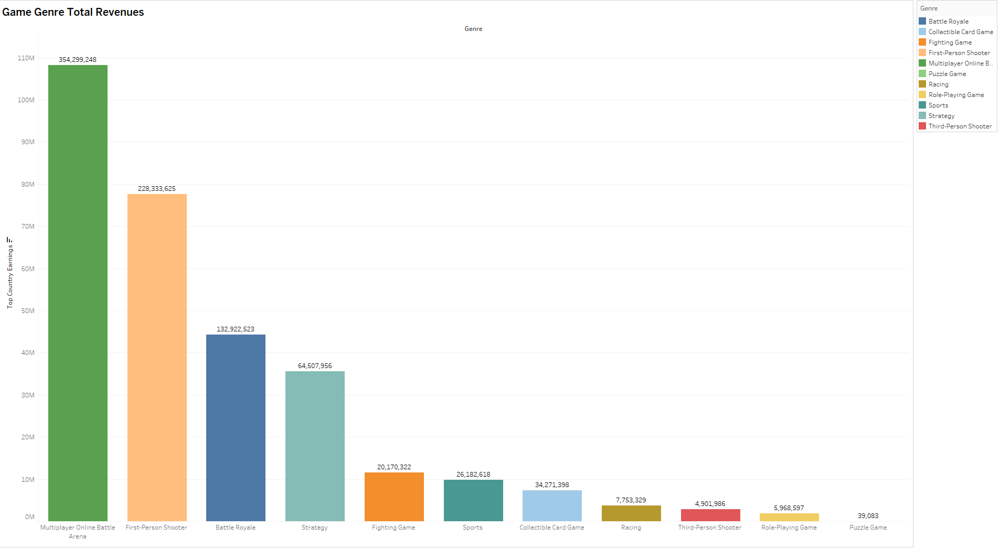 Game Genre Total Revenues
Genre
110M
100M
90M
80M
70M
60M
50M
40M
30M
20M
10M
0M
Top Country Earnings
354,299,248
228,333,625
132,922,523
64,507,956
20,170,322
26,182,618
34,271,398
7,753,329
4,901,986
5,968,597
39,083
Multiplayer Online Battle
Arena
First-Person Shooter
Battle Royale
Strategy
Fighting Game
Sports
Collectible Card Game
Racing
Third-Person Shooter
Role-Playing Game
Puzzle Game
Genre
Battle Royale
Collectible Card Game
Fighting Game
First-Person Shooter
Multiplayer Online B..
Puzzle Game
Racing
Role-Playing Game
Sports
Strategy
Third-Person Shooter